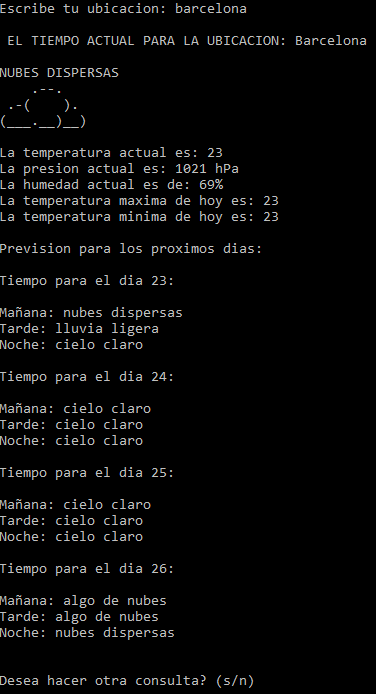 Escribe tu ubicacion: barcelona
EL TIEMPO ACTUAL PARA LA UBICACION: Barcelona
NUBES DISPERSAS
La temperatura actual es: 23
La presion actual es: 1021 hPa
La humedad actual es de: 69%
La temperatura maxima de hoy es: 23
La temperatura minima de hoy es: 23
Prevision para los proximos dias:
Tiempo para el dia 23:
Mañana: nubes dispersas
Tarde: lluvia ligera
Noche: cielo claro
Tiempo para el dia 24:
Mañana: cielo claro
Tarde: cielo claro
Noche: cielo claro
Tiempo para el dia 25:
Mañana: cielo claro
Tarde: cielo claro
Noche: cielo claro
Tiempo para el dia 26:
Mañana: algo de nubes
Tarde: algo de nubes
Noche: nubes dispersas
Desea hacer otra consulta? (s/n)